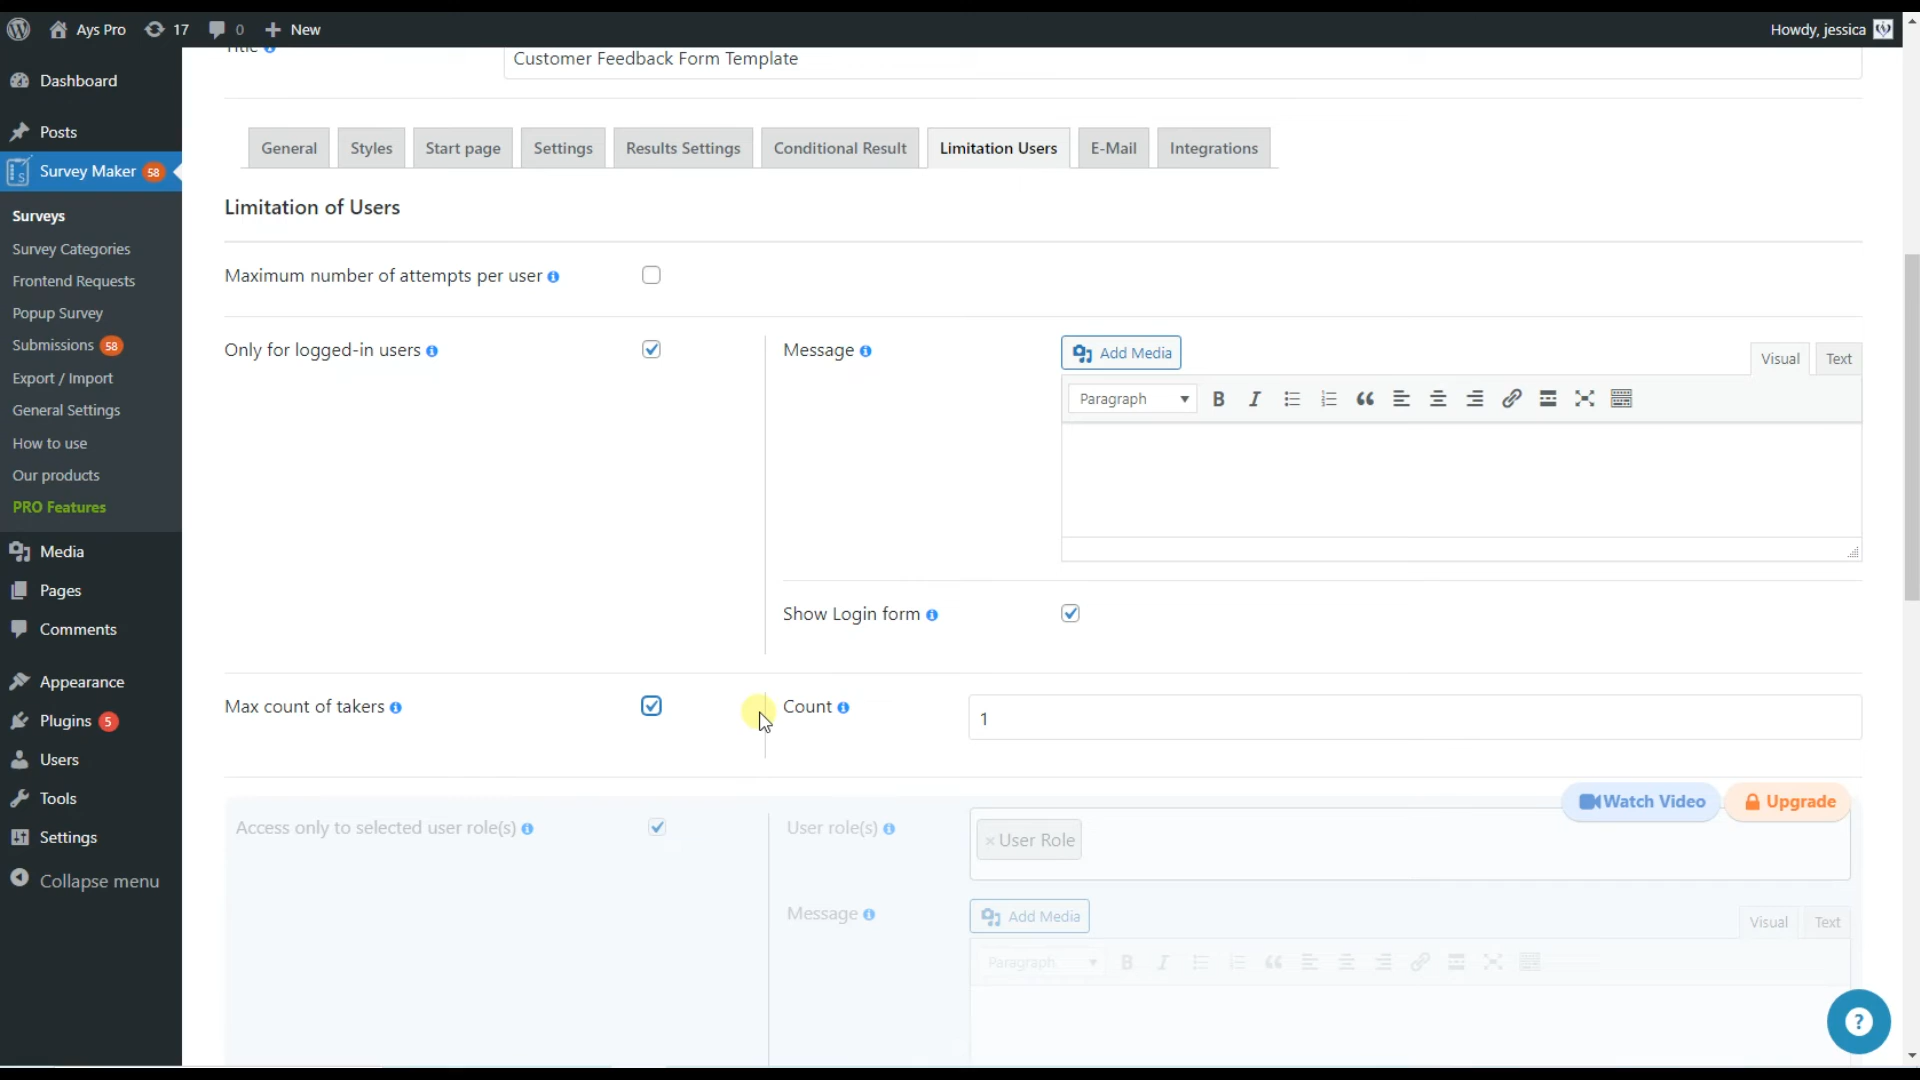 Ays Pro 17 0 New Howdy, jessica
Title
Customer Feedback Form Template
Dashboard
Posts
Survey Maker 58
Surveys
Survey Categories
Frontend Requests
Popup Survey
Submissions 58
Export / Import
General Settings
How to use
Our products
PRO Features
Media
Pages
Comments
Appearance
Plugins 5
Users
Tools
Settings
Collapse menu
General Styles Start page Settings Results Settings Conditional Result Limitation Users E-Mail Integrations
Limitation of Users
Maximum number of attempts per user
Only for logged-in users
Message
Add Media
Visual Text
Paragraph
Show Login form
Max count of takers
Count
1
Watch Video Upgrade
Access only to selected user role(s)
User role(s)
× User Role
Message
Add Media
Visual Text
Paragraph